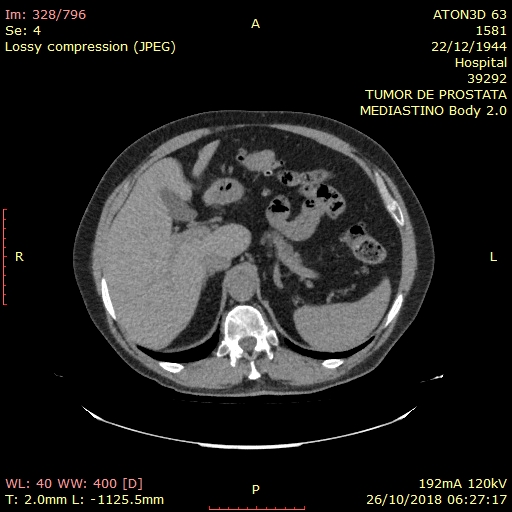 Im: 328/796
Se: 4
Lossy compression (JPEG)
A
ATON3D 63
1581
22/12/1944
Hospital
39292
TUMOR DE PROSTATA
MEDIASTINO Body 2.0
R
L
WL: 40 WW: 400 [D]
T: 2.0mm L: -1125.5mm
P
192mA 120kV
26/10/2018 06:27:17